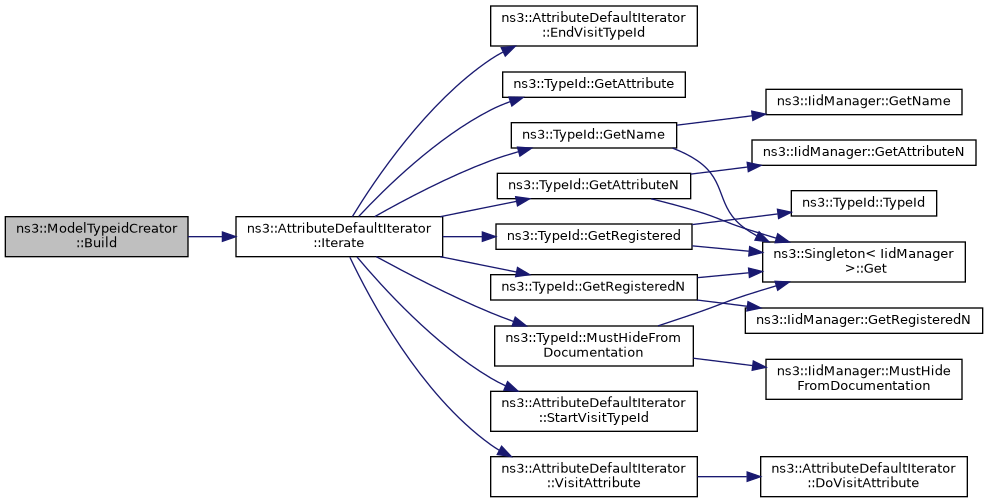 ns3::ModelTypeidCreator
::Build
ns3::AttributeDefaultIterator
::Iterate
ns3::AttributeDefaultIterator
::EndVisitTypeId
ns3::TypeId::GetAttribute
ns3::TypeId::GetName
ns3::TypeId::GetAttributeN
ns3::TypeId::GetRegistered
ns3::TypeId::GetRegisteredN
ns3::TypeId::MustHideFrom
Documentation
ns3::AttributeDefaultIterator
::StartVisitTypeId
ns3::AttributeDefaultIterator
::VisitAttribute
ns3::IidManager::GetName
ns3::IidManager::GetAttributeN
ns3::TypeId::TypeId
ns3::Singleton< IidManager
>::Get
ns3::IidManager::GetRegisteredN
ns3::IidManager::MustHide
FromDocumentation
ns3::AttributeDefaultIterator
::DoVisitAttribute